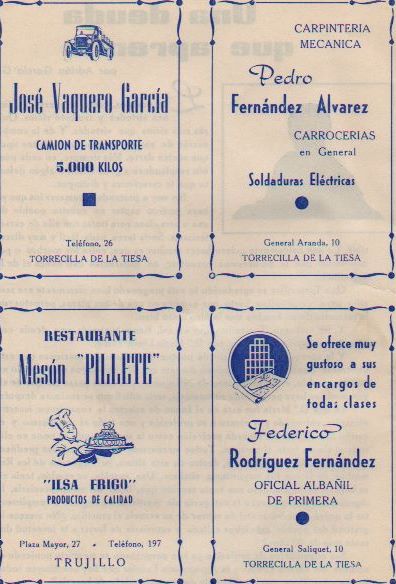 José Vaquero García
CAMION DE TRANSPORTE
5.000 KILOS
Teléfono, 26
TORRECILLA DE LA TIESA
CARPINTERIA
MECANICA
Pedro
Fernández Alvarez
CARROCERIAS
en General
Soldaduras Eléctricas
General Aranda, 10
TORRECILLA DE LA TIESA
RESTAURANTE
Mesón "PILLETE"
"ILSA FRIGO"
PRODUCTOS DE CALIDAD
Plaza Mayor, 27 - Teléfono, 197
TRUJILLO
Se ofrece muy
gustoso a sus
encargos de
toda; clases
Federico
Rodríguez Fernández
OFICIAL ALBAÑIL
DE PRIMERA
General Saliquet, 10
TORRECILLA DE LA TIESA